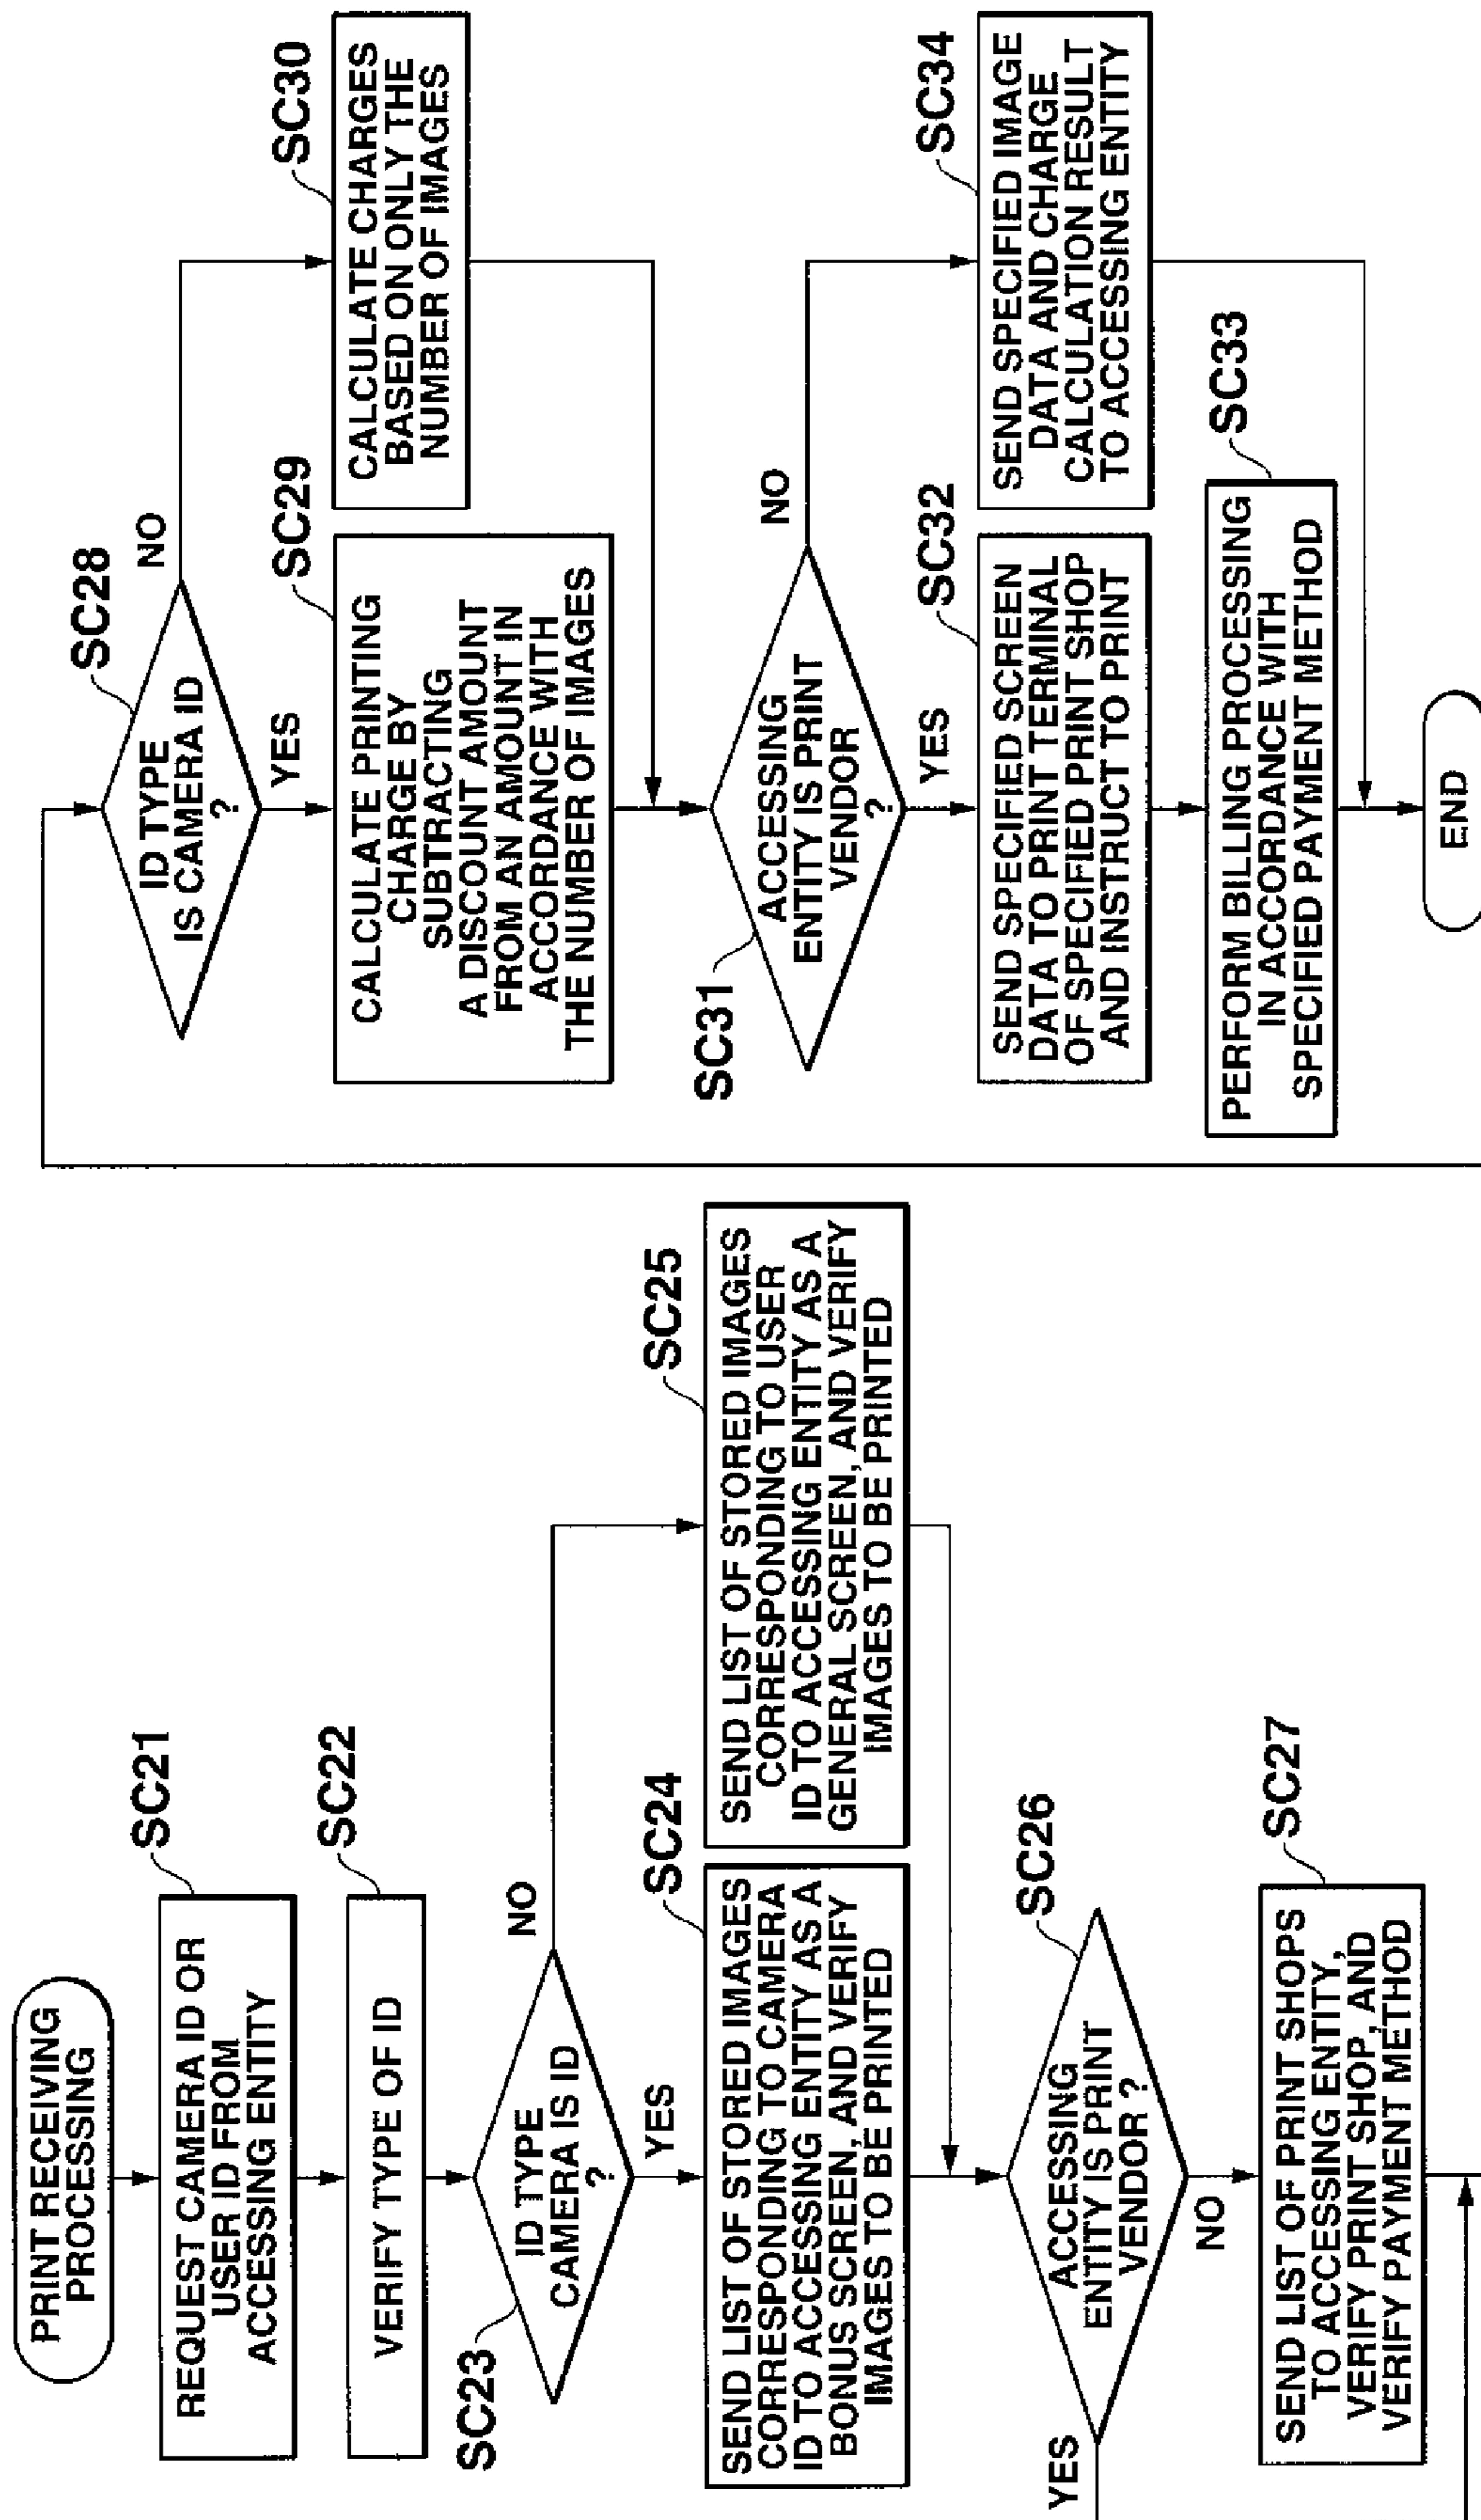 PRINT RECEIVING
PROCESSING
SC21
REQUEST CAMERA ID OR
USER ID FROM
ACCESSING ENTITY
SC22
VERIFY TYPE OF ID
SC23
ID TYPE
CAMERA IS ID
?
NO
YES
SC24
SEND LIST OF STORED IMAGES
CORRESPONDING TO CAMERA
ID TO ACCESSING ENTITY AS A
BONUS SCREEN, AND VERIFY
IMAGES TO BE PRINTED
SC25
SEND LIST OF STORED IMAGES
CORRESPONDING TO USER
ID TO ACCESSING ENTITY AS A
GENERAL SCREEN, AND VERIFY
IMAGES TO BE PRINTED
SC26
ACCESSING
ENTITY IS PRINT
VENDOR ?
YES
NO
SC27
SEND LIST OF PRINT SHOPS
TO ACCESSING ENTITY,
VERIFY PRINT SHOP, AND
VERIFY PAYMENT METHOD
SC28
ID TYPE
IS CAMERA ID
?
NO
YES
SC29
CALCULATE PRINTING
CHARGE BY
SUBTRACTING
A DISCOUNT AMOUNT
FROM AN AMOUNT IN
ACCORDANCE WITH
THE NUMBER OF IMAGES
SC30
CALCULATE CHARGES
BASED ON ONLY THE
NUMBER OF IMAGES
SC31
ACCESSING
ENTITY IS PRINT
VENDOR
?
NO
YES
SC32
SEND SPECIFIED SCREEN
DATA TO PRINT TERMINAL
OF SPECIFIED PRINT SHOP
AND INSTRUCT TO PRINT
SC34
SEND SPECIFIED IMAGE
DATA AND CHARGE
CALCULATION RESULT
TO ACCESSING ENTITY
SC33
PERFORM BILLING PROCESSING
IN ACCORDANCE WITH
SPECIFIED PAYMENT METHOD
END